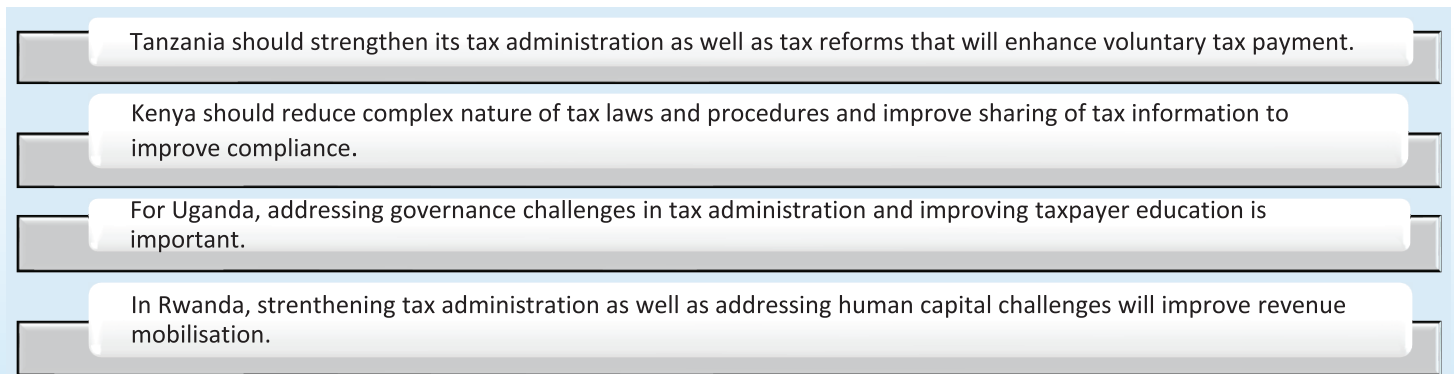 Tanzania should strengthen its tax administration as well as tax reforms that will enhance voluntary tax payment.
Kenya should reduce complex nature of tax laws and procedures and improve sharing of tax information to
improve compliance.
For Uganda, addressing governance challenges in tax administration and improving taxpayer education is
important.
In Rwanda, strenthening tax administration as well as addressing human capital challenges will improve revenue
mobilisation.